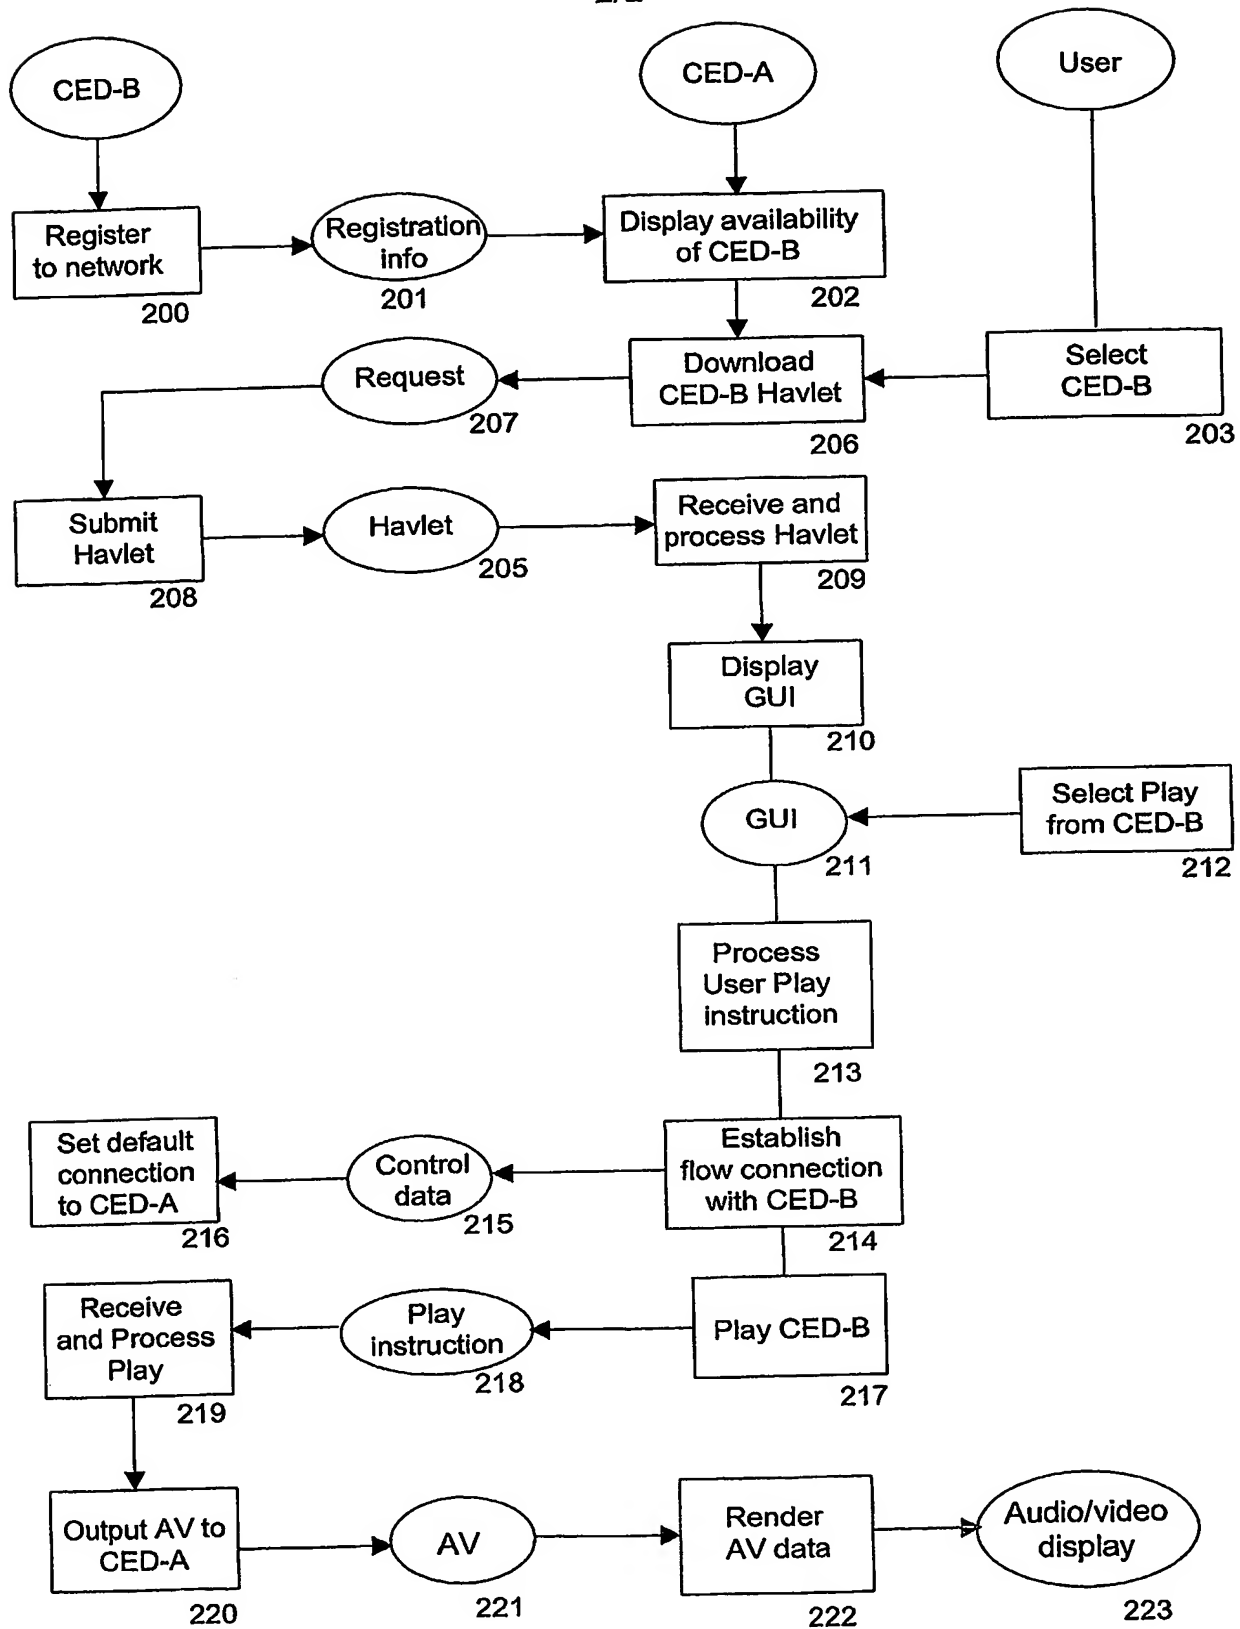 CED-B
CED-A
User
Register
to network
200
Registration
info
201
Display availability
of CED-B
202
Request
207
Download
CED-B Havlet
206
Select
CED-B
203
Submit
Havlet
208
Havlet
205
Receive and
process Havlet
209
Display
GUI
210
GUI
211
Select Play
from CED-B
212
Process
User Play
instruction
213
Set default
connection
to CED-A
216
Control
data
215
Establish
flow connection
with CED-B
214
Receive
and Process
Play
219
Play
instruction
218
Play CED-B
217
Output AV to
CED-A
220
AV
221
Render
AV data
222
Audio/video
display
223